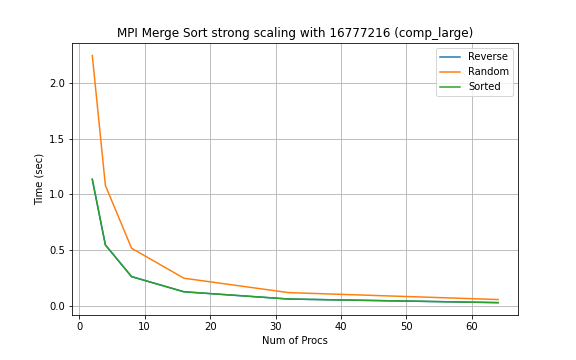 MPI Merge Sort strong scaling with 16777216 (comp_large)
Reverse
Random
Sorted
2.0
1.5
1.0
0.5
0.0
Time (sec)
0 10 20 30 40 50 60
Num of Procs